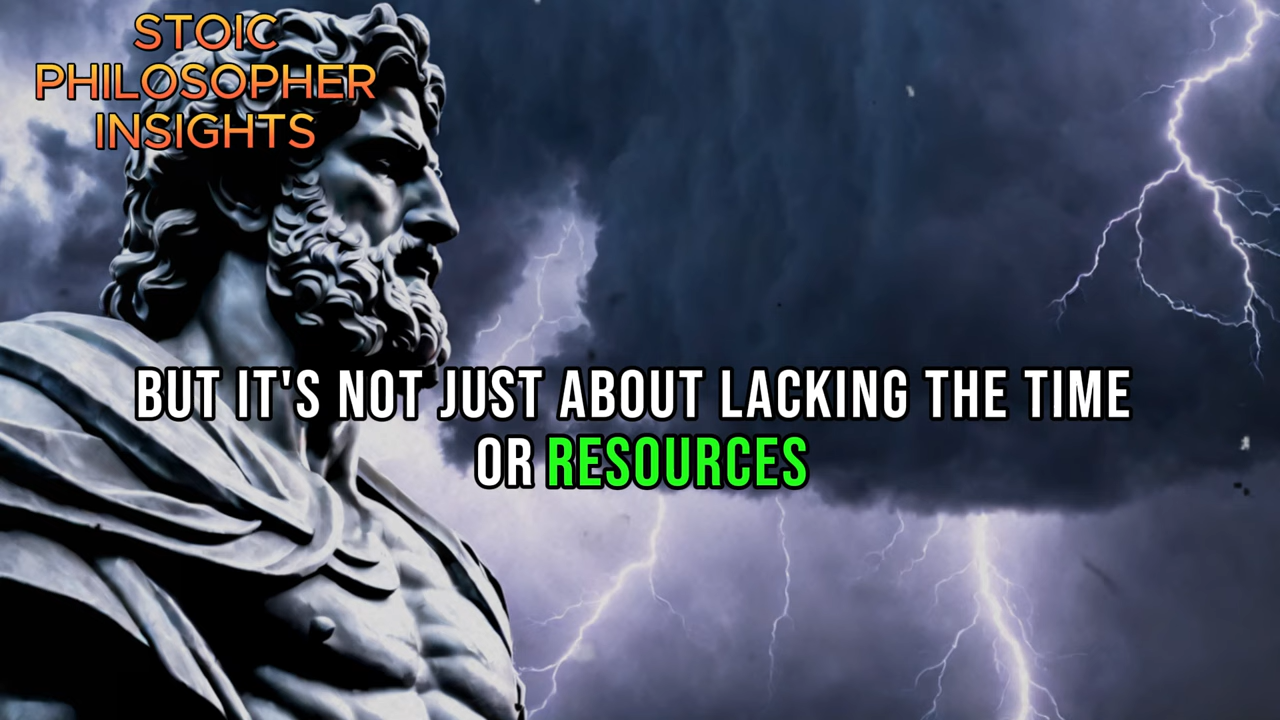 STOIC
PHILOSOPHER
INSIGHTS
BUT IT'S NOT JUST ABOUT LACKING THE TIME
OR RESOURCES